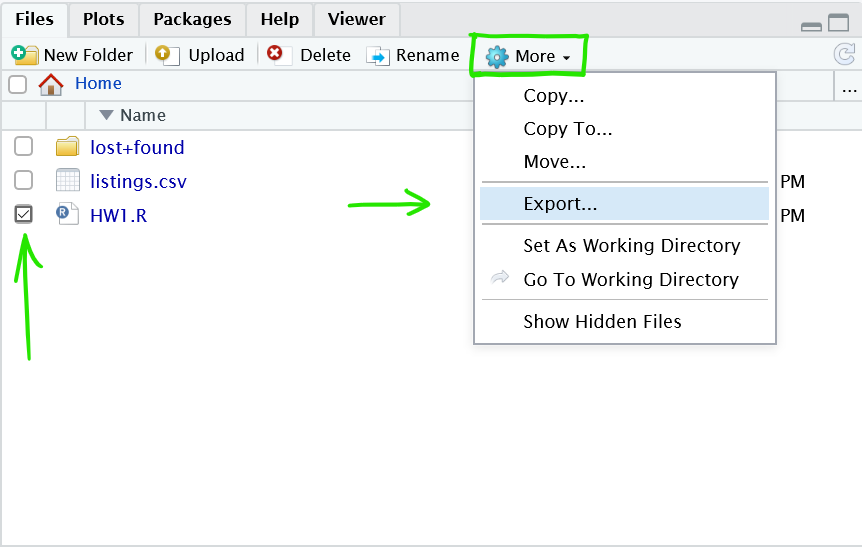 Files Plots Packages Help Viewer
New Folder Upload Delete Rename More
Home ...
Name Copy...
Copy To...
lost+found
Move...
listings.csv PM
Export...
HW1.R PM
Set As Working Directory
Go To Working Directory
Show Hidden Files